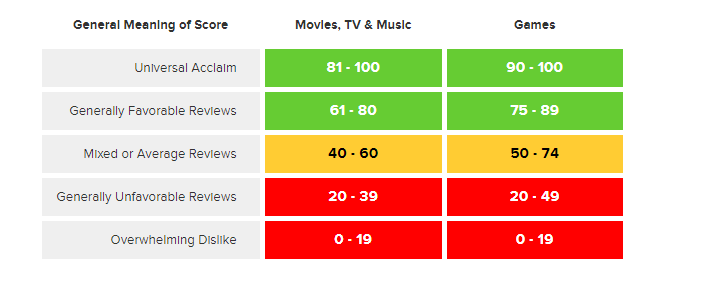 General Meaning of Score Movies, TV & Music Games
Universal Acclaim 81 - 100 90 - 100
Generally Favorable Reviews 61 - 80 75 - 89
Mixed or Average Reviews 40 - 60 50 - 74
Generally Unfavorable Reviews 20 - 39 20 - 49
Overwhelming Dislike 0 - 19 0 - 19